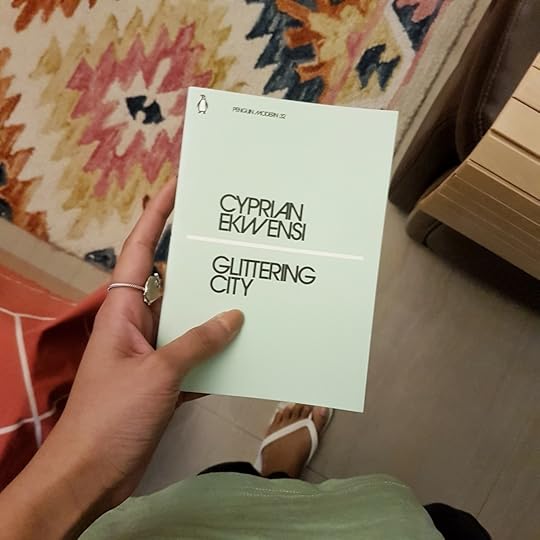 PENGUIN MODERN 32
CYPRIAN
EKWENSI
GLITTERING
CITY